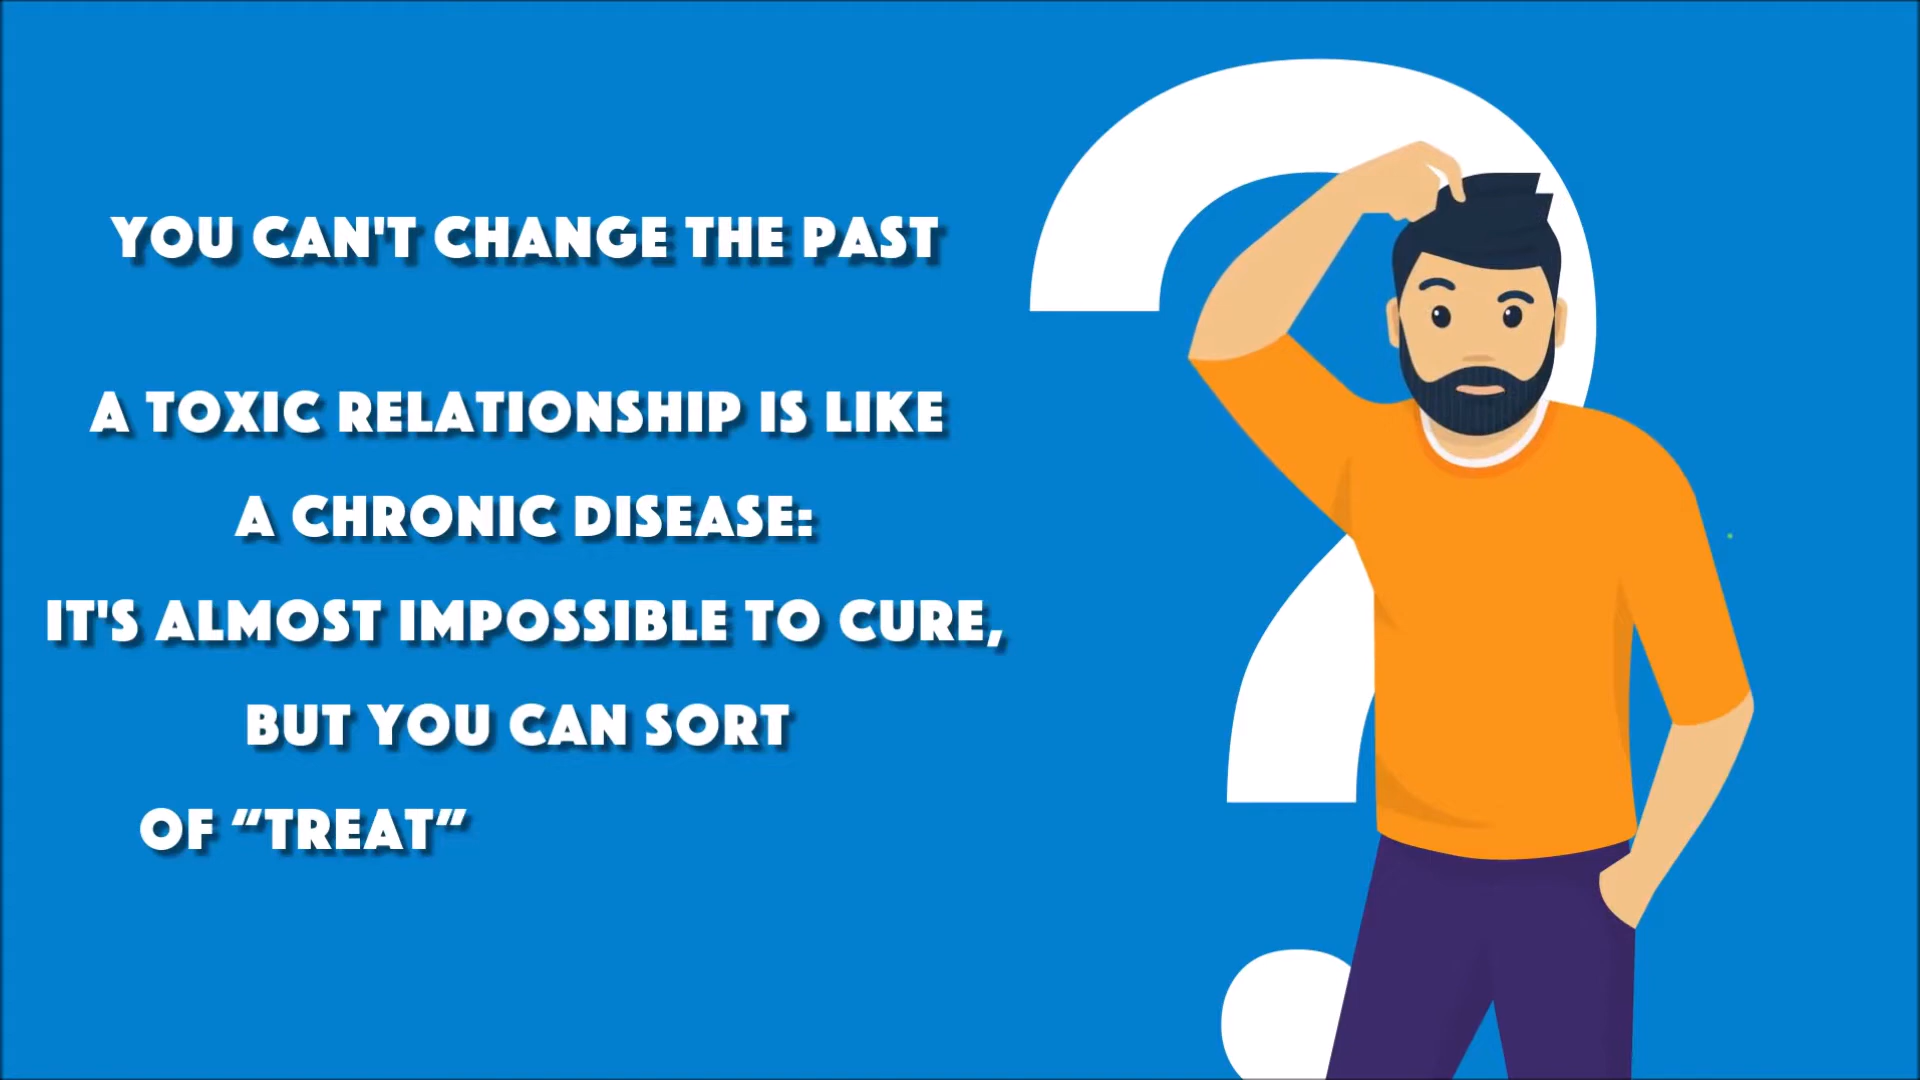 YOU CAN'T CHANGE THE PAST
A TOXIC RELATIONSHIP IS LIKE
A CHRONIC DISEASE:
IT'S ALMOST IMPOSSIBLE TO CURE,
BUT YOU CAN SORT
OF “TREAT”